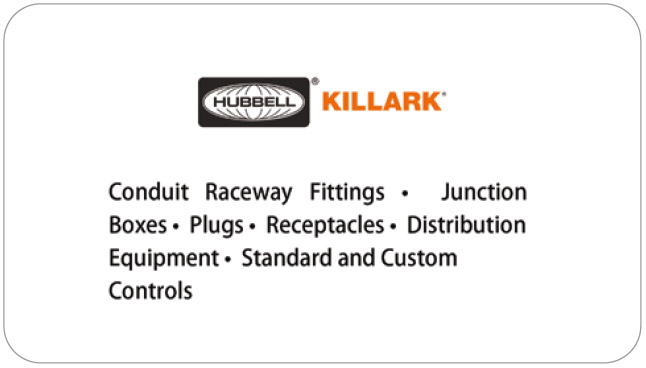 HUBBELL® KILLARK®
Conduit Raceway Fittings • Junction
Boxes • Plugs • Receptacles • Distribution
Equipment • Standard and Custom
Controls